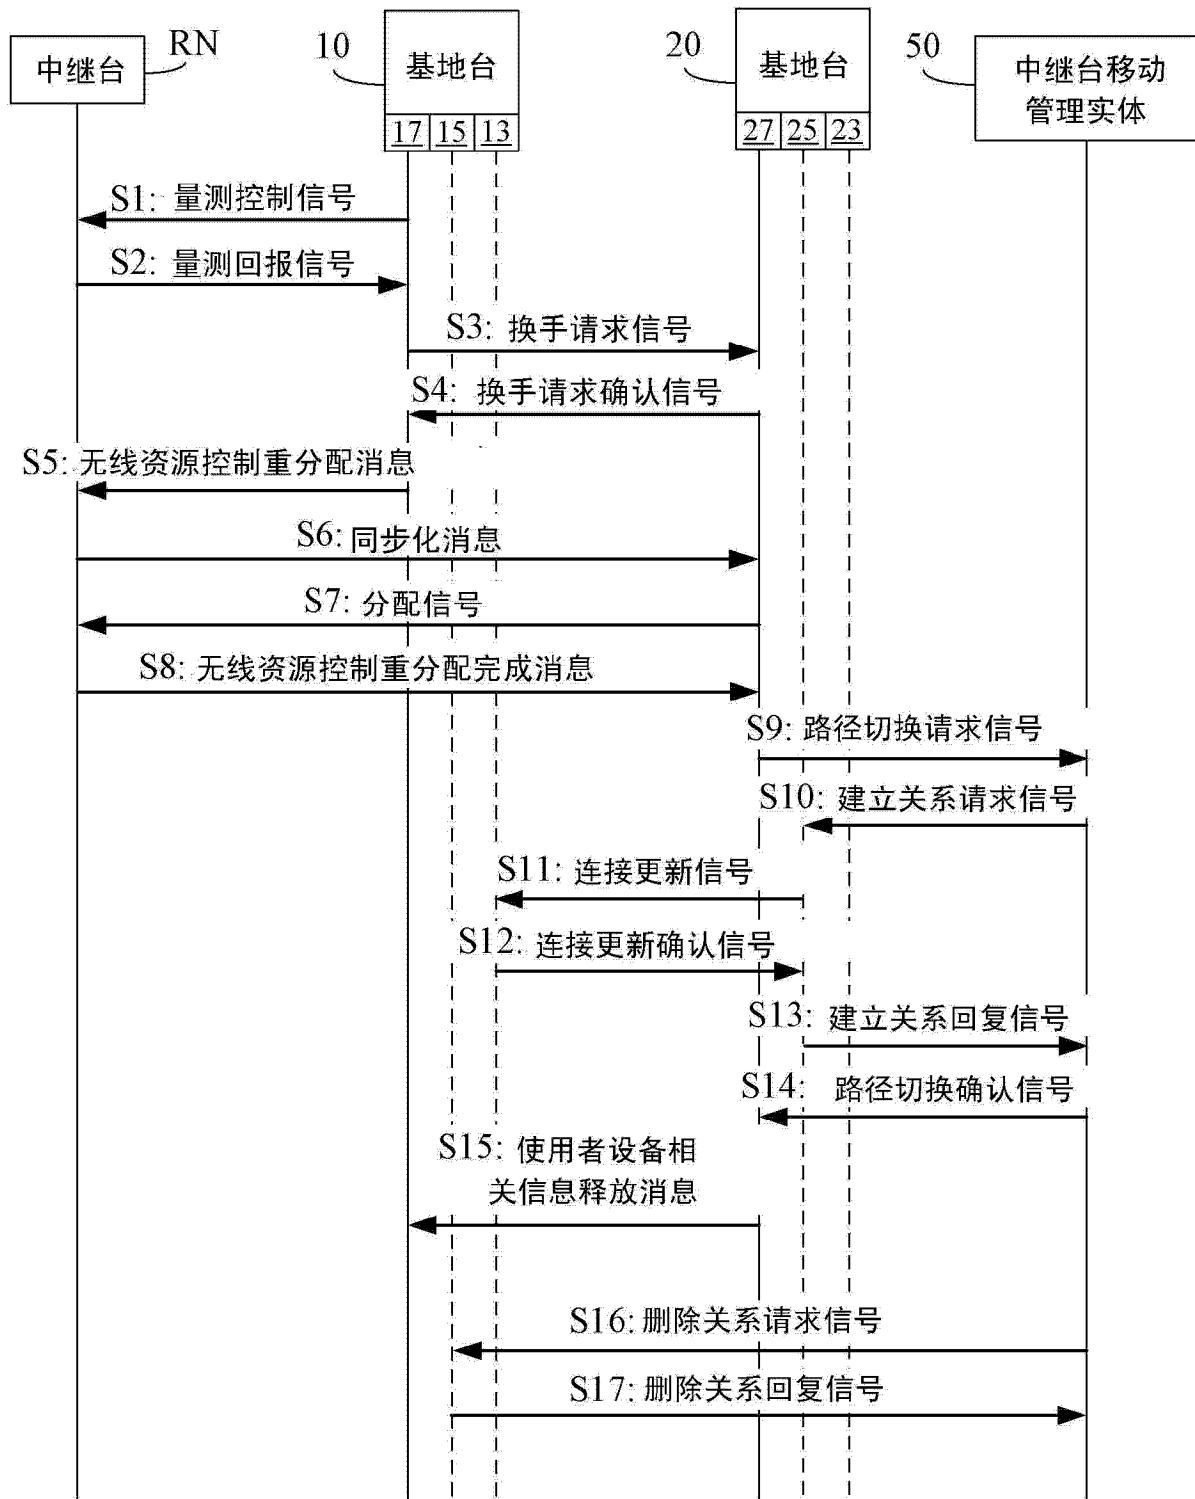 中继台
RN
10
基地台
17 15 13
20
基地台
27 25 23
50
中继台移动
管理实体
S1: 量测控制信号
S2: 量测回报信号
S3: 换手请求信号
S4: 换手请求确认信号
S5: 无线资源控制重分配消息
S6: 同步化消息
S7: 分配信号
S8: 无线资源控制重分配完成消息
S9: 路径切换请求信号
S10: 建立关系请求信号
S11: 连接更新信号
S12: 连接更新确认信号
S13: 建立关系回复信号
S14: 路径切换确认信号
S15: 使用者设备相
关信息释放消息
S16: 删除关系请求信号
S17: 删除关系回复信号